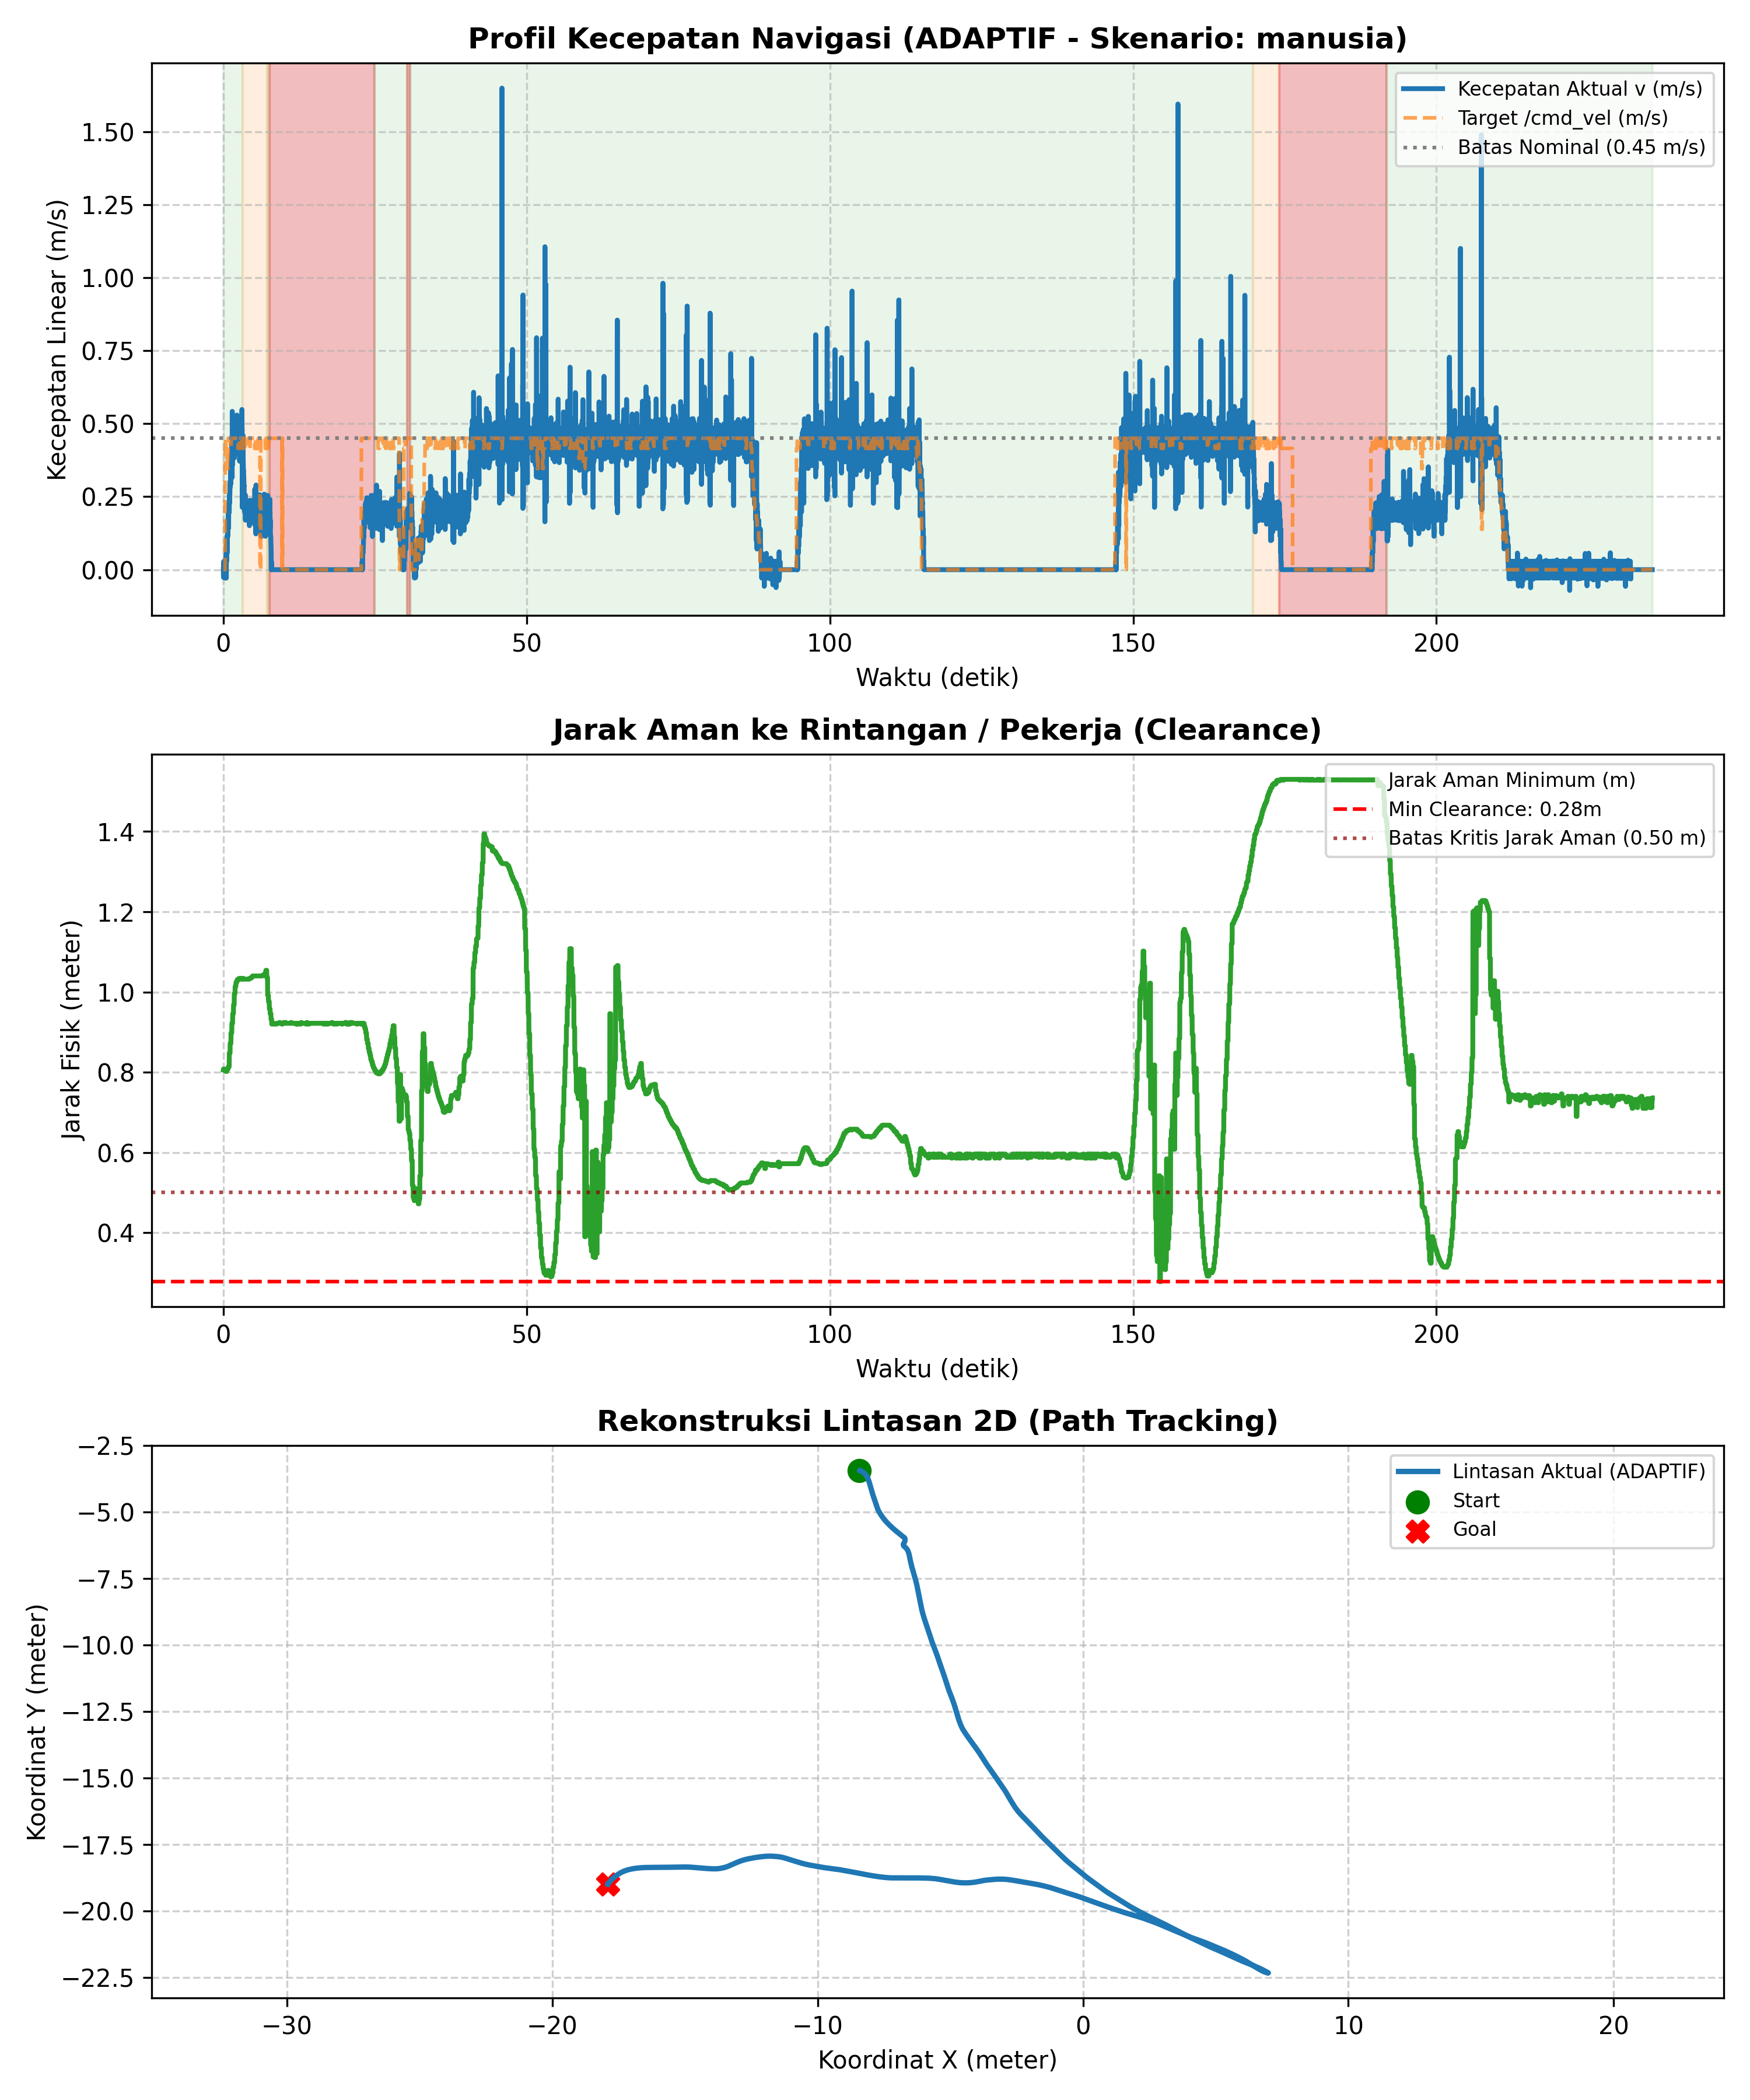 Profil Kecepatan Navigasi (ADAPTIF - Skenario: manusia)
Kecepatan Linear (m/s)
1.50
1.25
1.00
0.75
0.50
0.25
0.00
Kecepatan Aktual v (m/s)
Target /cmd_vel (m/s)
Batas Nominal (0.45 m/s)
0 50 100 150 200
Waktu (detik)
Jarak Aman ke Rintangan / Pekerja (Clearance)
Jarak Fisik (meter)
1.4
1.2
1.0
0.8
0.6
0.4
Jarak Aman Minimum (m)
Min Clearance: 0.28m
Batas Kritis Jarak Aman (0.50 m)
0 50 100 150 200
Waktu (detik)
Rekonstruksi Lintasan 2D (Path Tracking)
Koordinat Y (meter)
−2.5
−5.0
−7.5
−10.0
−12.5
−15.0
−17.5
−20.0
−22.5
Lintasan Aktual (ADAPTIF)
Start
Goal
−30 −20 −10 0 10 20
Koordinat X (meter)